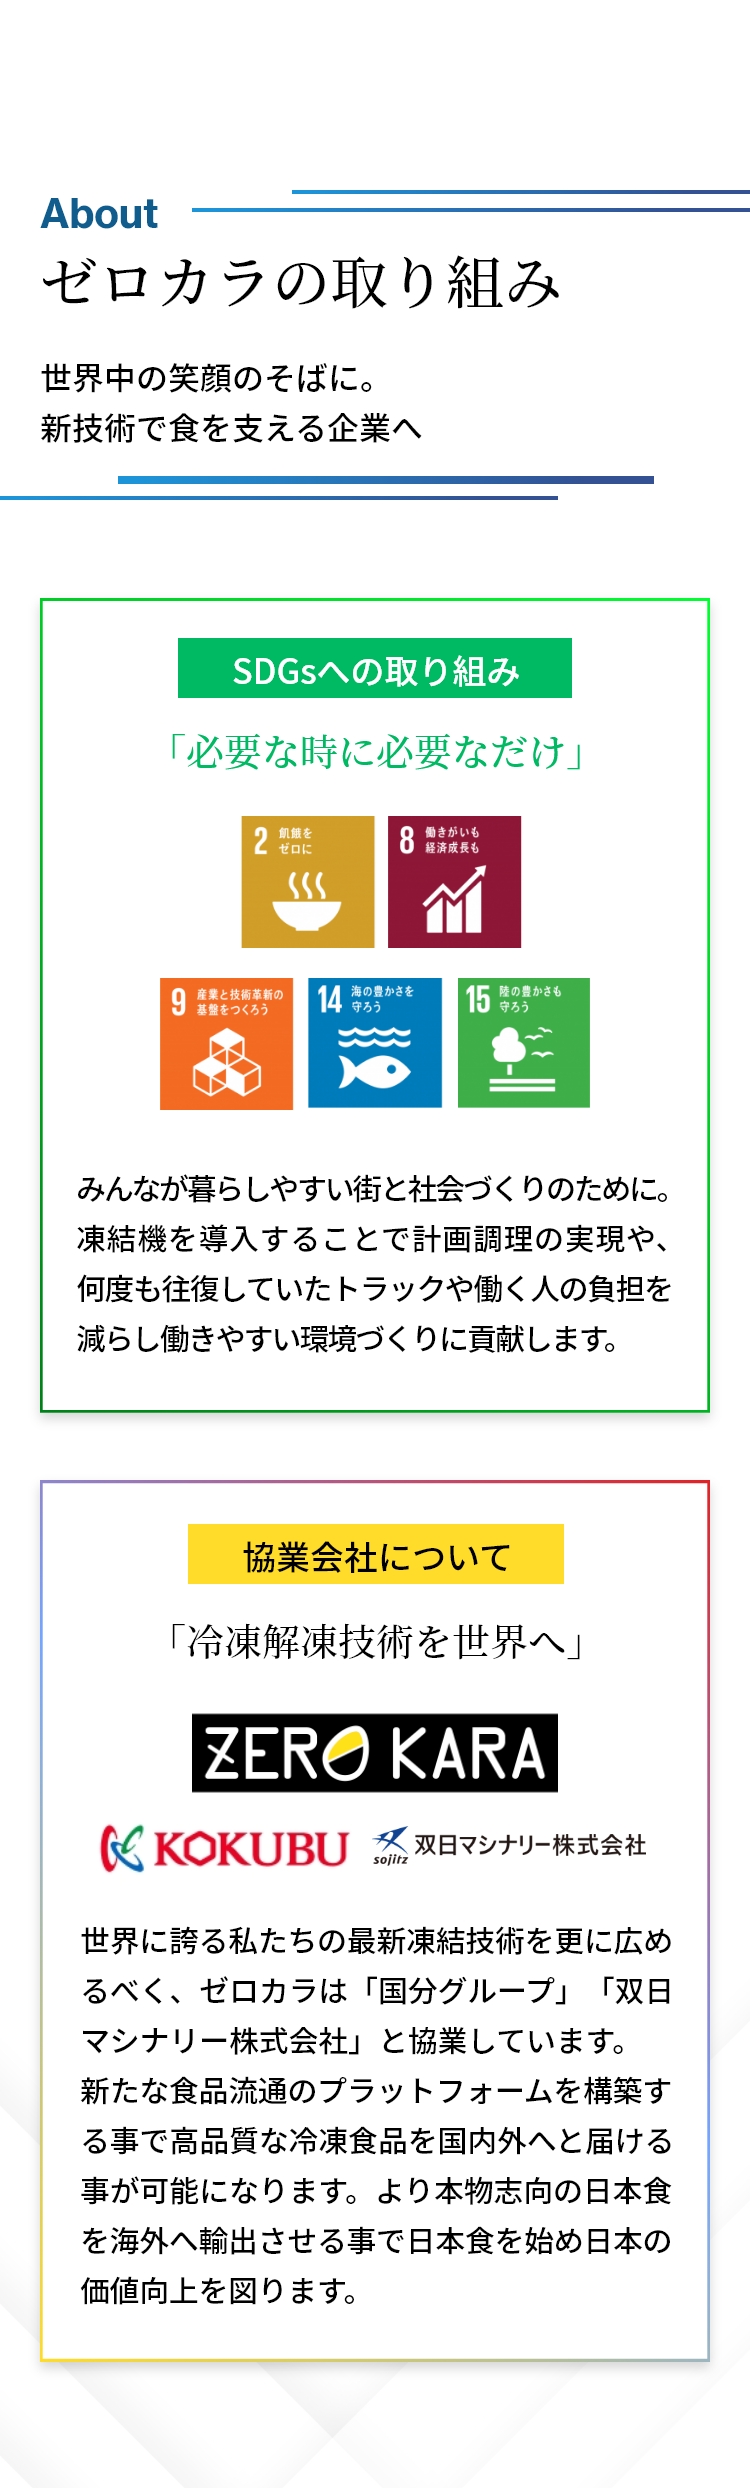 About
ゼロカラの取り組み
世界中の笑顔のそばに。
新技術で食を支える企業へ
SDGsへの取り組み
「必要な時に必要なだけ」
2 飢餓を
ゼロに
8 働きがいも
経済成長も
9 産業と技術革新の
基盤をつくろう
14 海の豊かさを
守ろう
15 陸の豊かさも
守ろう
みんなが暮らしやすい街と社会づくりのために。
凍結機を導入することで計画調理の実現や、
何度も往復していたトラックや働く人の負担を
減らし働きやすい環境づくりに貢献します。
協業会社について
「冷凍解凍技術を世界へ」
ZERO KARA
KOKUBU
sojitz 双日マシナリー株式会社
世界に誇る私たちの最新凍結技術を更に広め
るべく、ゼロカラは「国分グループ」「双日
マシナリー株式会社」と協業しています。
新たな食品流通のプラットフォームを構築す
る事で高品質な冷凍食品を国内外へと届ける
事が可能になります。より本物志向の日本食
を海外へ輸出させる事で日本食を始め日本の
価値向上を図ります。